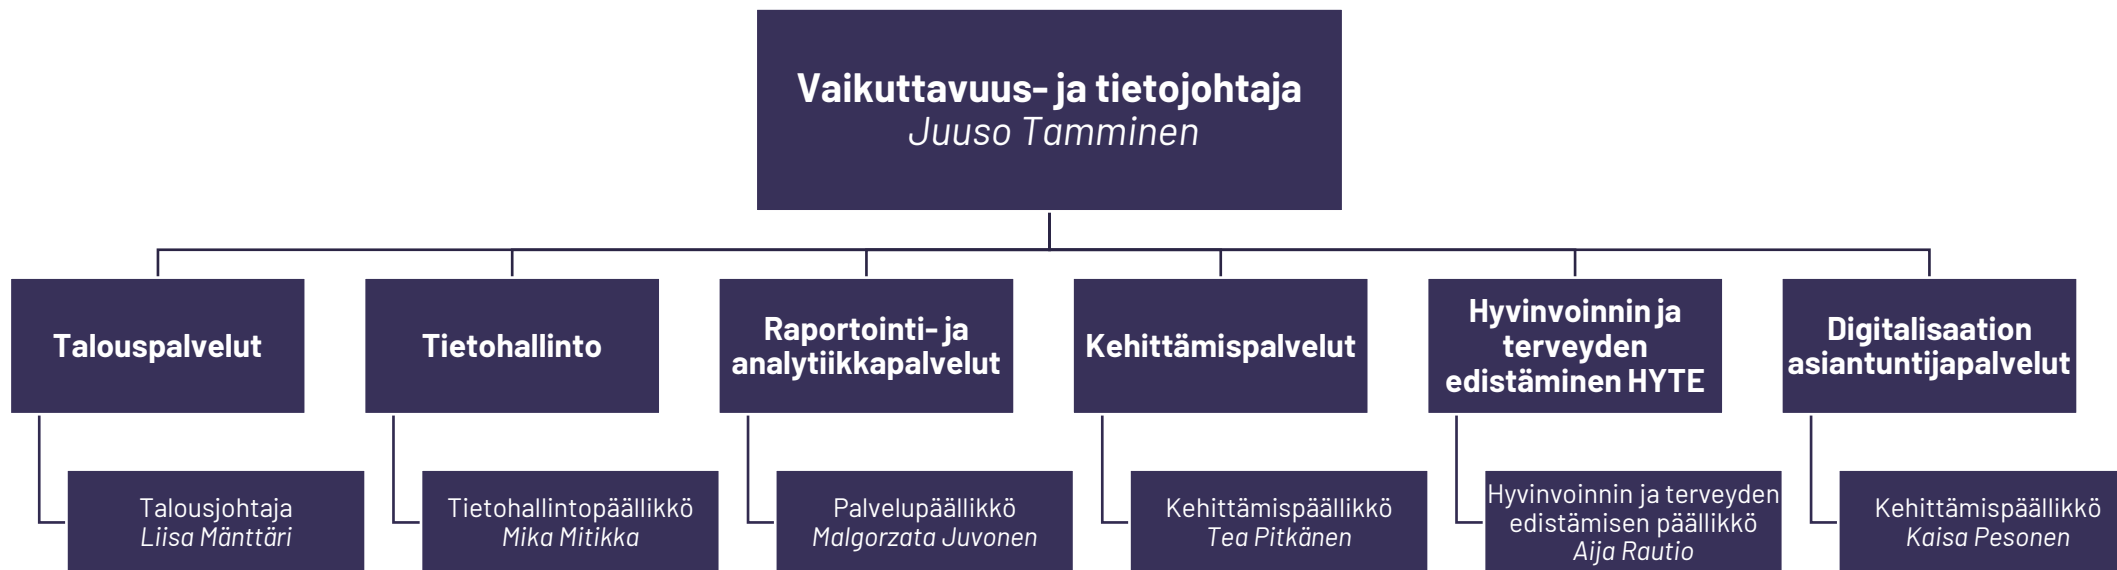 Vaikuttavuus- ja tietojohtaja
Juuso Tamminen
Talouspalvelut
Tietohallinto
Raportointi- ja
analytiikkapalvelut
Kehittämispalvelut
Hyvinvoinnin ja
terveyden
edistäminen HYTE
Digitalisaation
asiantuntijapalvelut
Talousjohtaja
Liisa Mänttäri
Tietohallintopäällikkö
Mika Mitikka
Palvelupäällikkö
Malgorzata Juvonen
Kehittämispäällikkö
Tea Pitkänen
Hyvinvoinnin ja terveyden
edistämisen päällikkö
Aija Rautio
Kehittämispäällikkö
Kaisa Pesonen